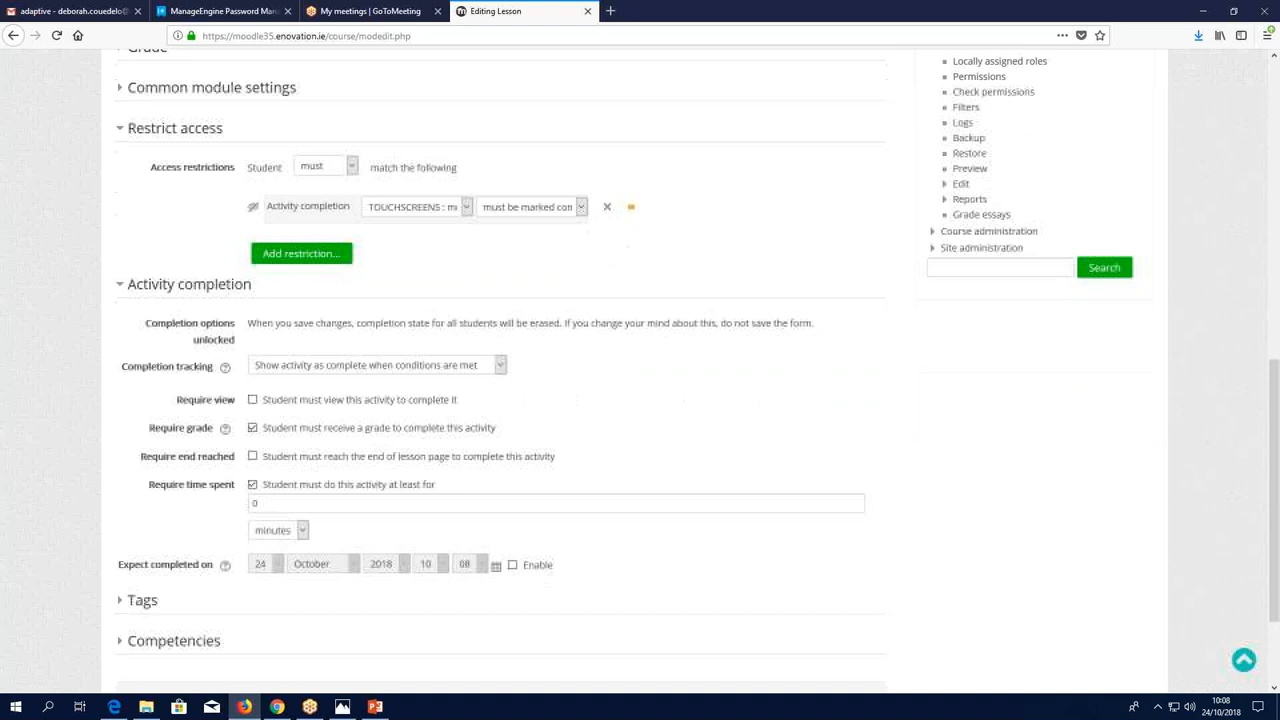 adaptive - deborah.couedelo
ManageEngine Password Man
My meetings | GoToMeeting
Editing Lesson
https://moodle35.enovation.ie/course/modedit.php
Grade
Common module settings
Restrict access
Access restrictions Student must match the following
Activity completion TOUCHSCREENS : m must be marked con
Add restriction...
Activity completion
Completion options unlocked When you save changes, completion state for all students will be erased. If you change your mind about this, do not save the form.
Completion tracking Show activity as complete when conditions are met
Require view Student must view this activity to complete it
Require grade Student must receive a grade to complete this activity
Require end reached Student must reach the end of lesson page to complete this activity
Require time spent Student must do this activity at least for
0
minutes
Expect completed on 24 October 2018 10 08 Enable
Tags
Competencies
Locally assigned roles
Permissions
Check permissions
Filters
Logs
Backup
Restore
Preview
Edit
Reports
Grade essays
Course administration
Site administration
Search
10:08
24/10/2018